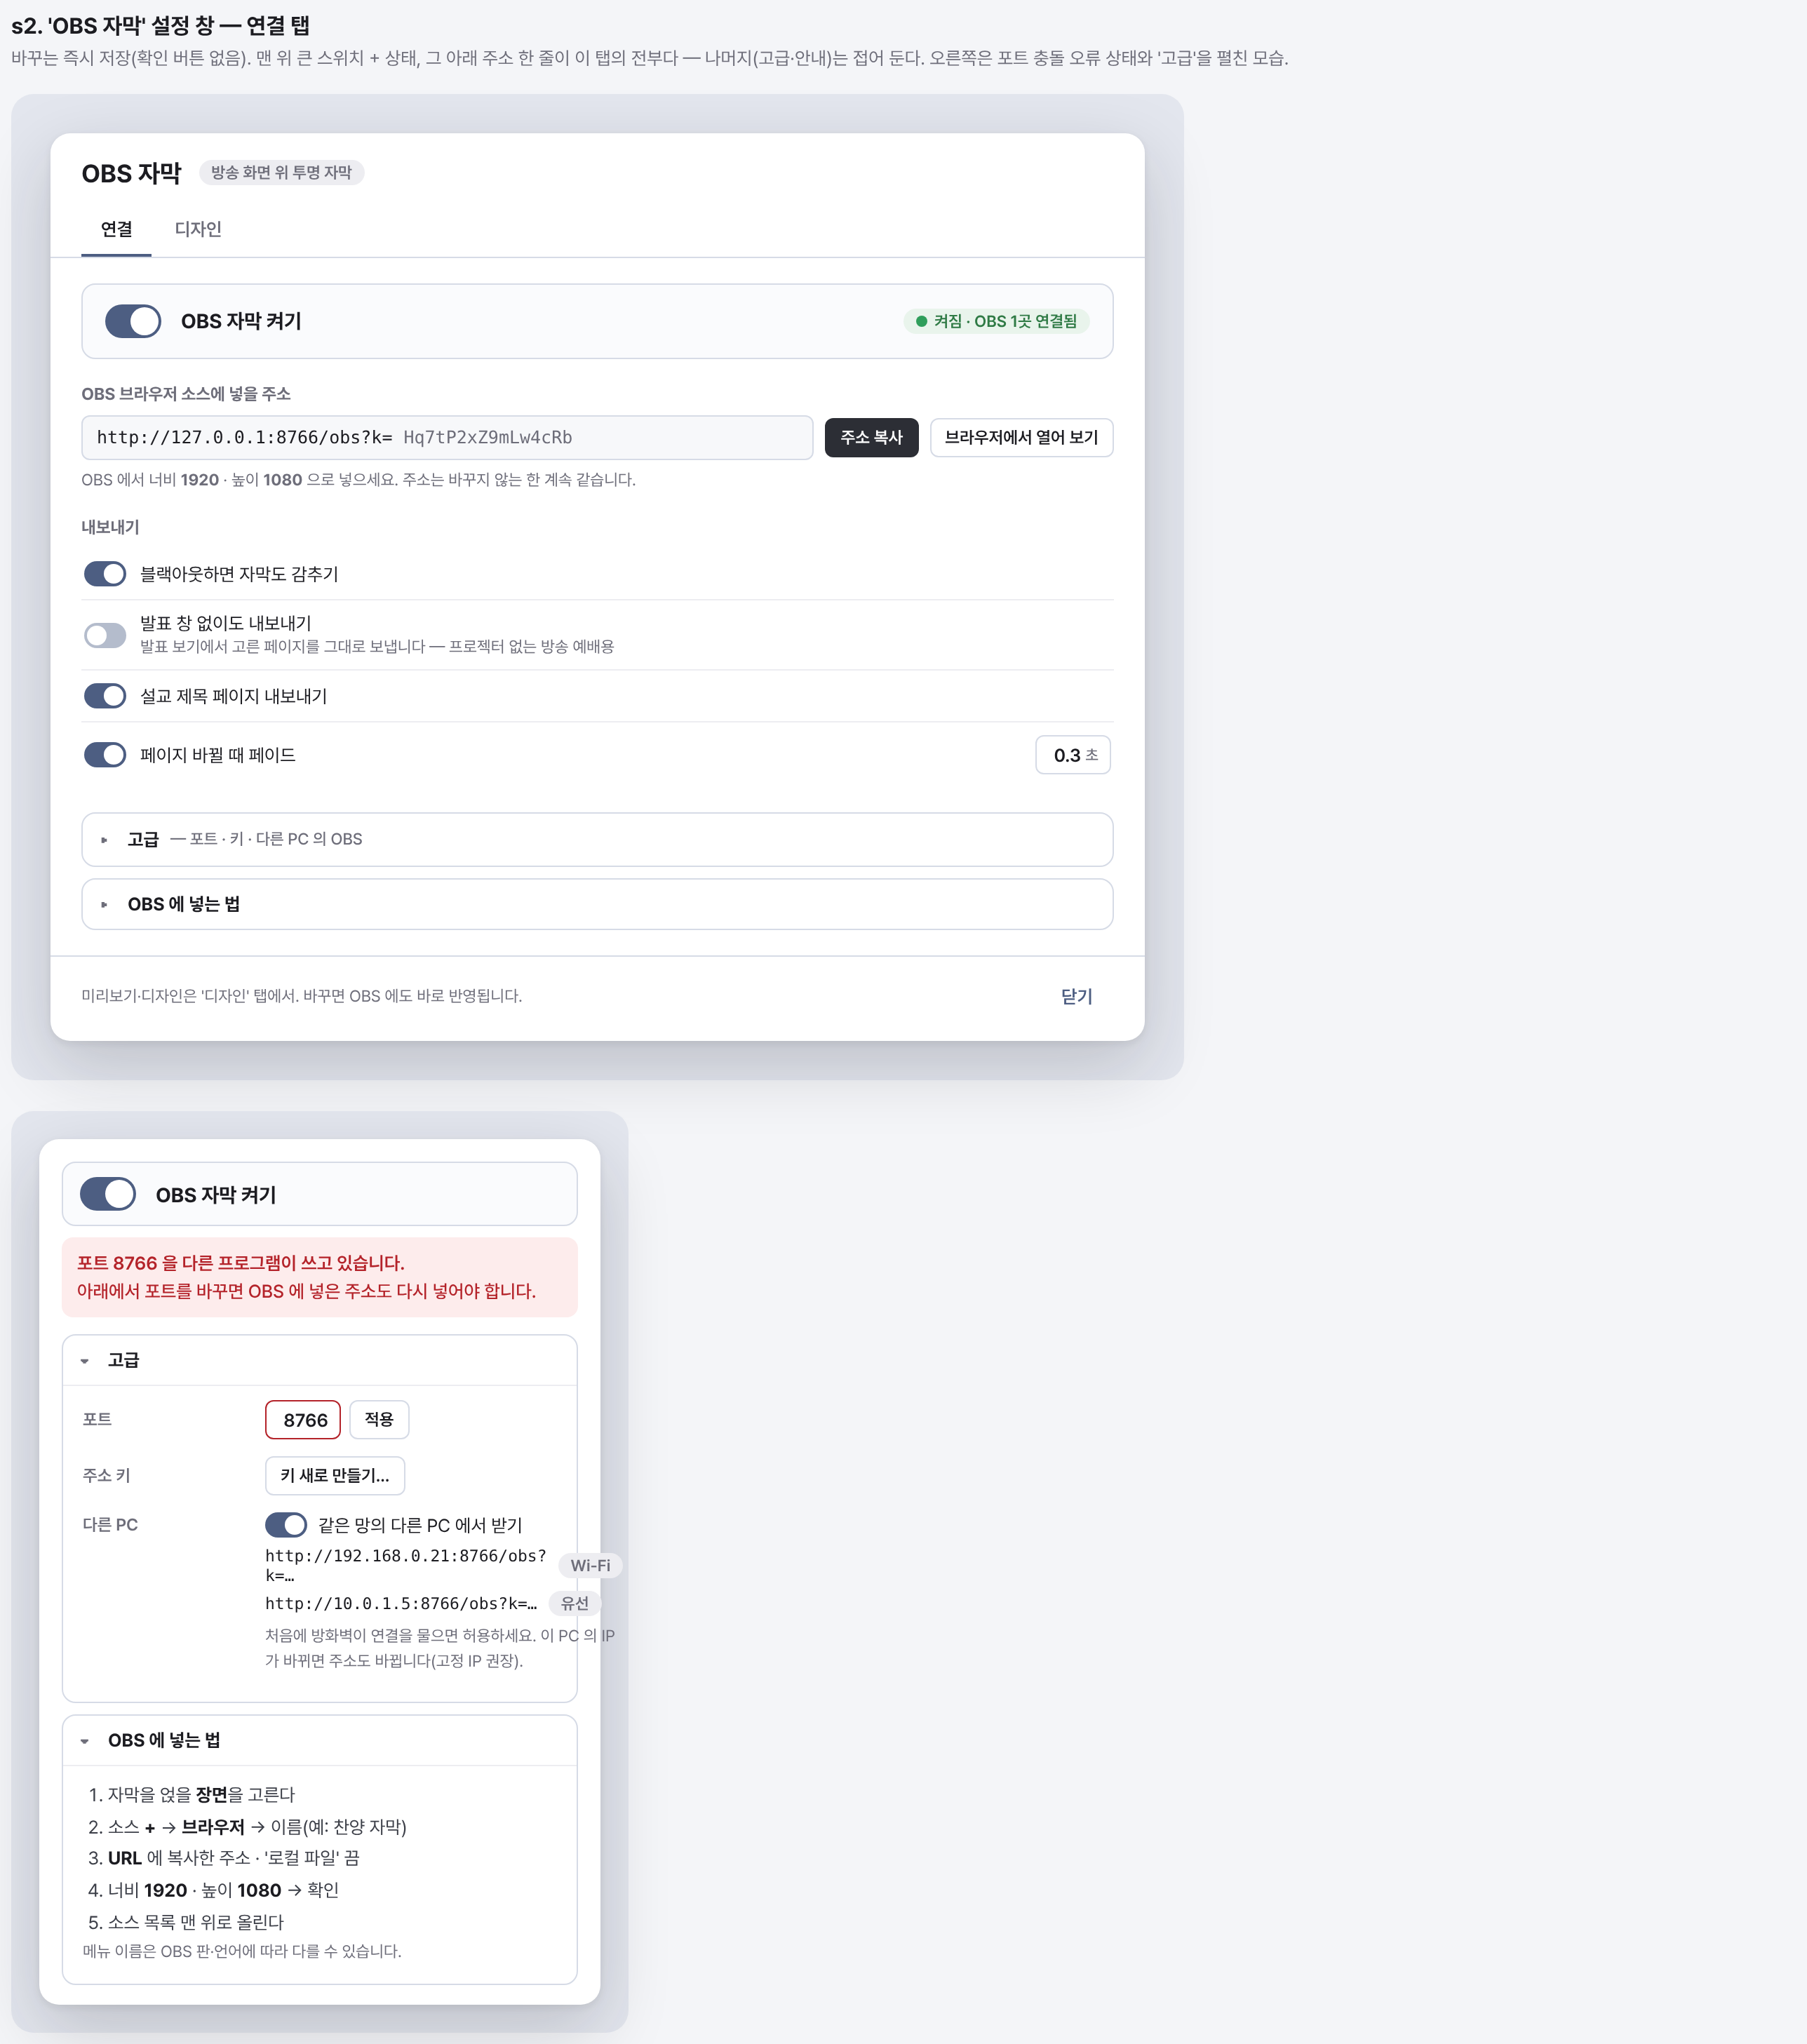 s2. 'OBS 자막' 설정 창 — 연결 탭
바꾸는 즉시 저장(확인 버튼 없음). 맨 위 큰 스위치 + 상태, 그 아래 주소 한 줄이 이 탭의 전부다 — 나머지(고급·안내)는 접어 둔다. 오른쪽은 포트 충돌 오류 상태와 '고급'을 펼친 모습.
OBS 자막 방송 화면 위 투명 자막
연결 디자인
OBS 자막 켜기 켜짐 · OBS 1곳 연결됨
OBS 브라우저 소스에 넣을 주소
http://127.0.0.1:8766/obs?k= Hq7tP2xZ9mLw4cRb 주소 복사 브라우저에서 열어 보기
OBS 에서 너비 1920 · 높이 1080 으로 넣으세요. 주소는 바꾸지 않는 한 계속 같습니다.
내보내기
블랙아웃하면 자막도 감추기
발표 창 없이도 내보내기
발표 보기에서 고른 페이지를 그대로 보냅니다 — 프로젝터 없는 방송 예배용
설교 제목 페이지 내보내기
페이지 바뀔 때 페이드 0.3 초
고급 — 포트 · 키 · 다른 PC 의 OBS
OBS 에 넣는 법
미리보기·디자인은 '디자인' 탭에서. 바꾸면 OBS 에도 바로 반영됩니다. 닫기
OBS 자막 켜기
포트 8766 을 다른 프로그램이 쓰고 있습니다.
아래에서 포트를 바꾸면 OBS 에 넣은 주소도 다시 넣어야 합니다.
고급
포트 8766 적용
주소 키 키 새로 만들기...
다른 PC 같은 망의 다른 PC 에서 받기
http://192.168.0.21:8766/obs?
k=… Wi-Fi
http://10.0.1.5:8766/obs?k=… 유선
처음에 방화벽이 연결을 물으면 허용하세요. 이 PC 의 IP
가 바뀌면 주소도 바뀝니다(고정 IP 권장).
OBS 에 넣는 법
1. 자막을 얹을 장면을 고른다
2. 소스 + → 브라우저 → 이름(예: 찬양 자막)
3. URL 에 복사한 주소 · '로컬 파일' 끔
4. 너비 1920 · 높이 1080 → 확인
5. 소스 목록 맨 위로 올린다
메뉴 이름은 OBS 판·언어에 따라 다를 수 있습니다.